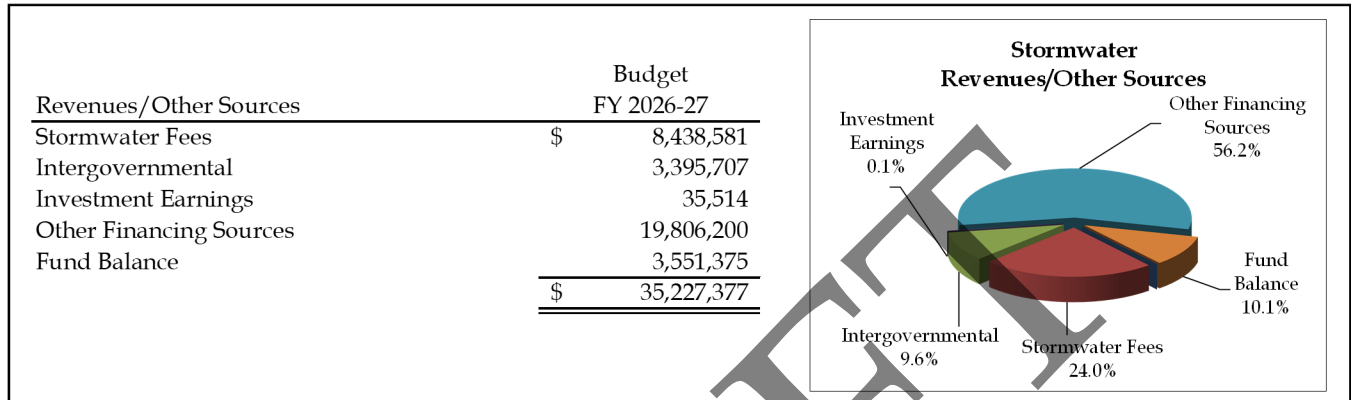 Budget
Revenues/Other Sources FY 2026-27
Stormwater Fees $ 8,438,581
Intergovernmental 3,395,707
Investment Earnings 35,514
Other Financing Sources 19,806,200
Fund Balance 3,551,375
$ 35,227,377
Stormwater
Revenues/Other Sources
Other Financing
Sources
56.2%
Investment
Earnings
0.1%
Fund
Balance
10.1%
Intergovernmental
9.6%
Stormwater Fees
24.0%